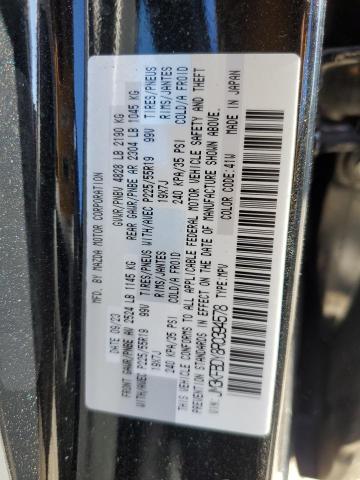 MFD. BY MAZDA MOTOR CORPORATION
DATE 09/23 GVWR/PNBV 4828 LB 2190 KG
FRONT GAWR/PNBE AV 2524 LB 1145 KG REAR GAWR/PNBE AR 2304 LB 1045 KG
WITH/AVEC P225/55R19 99V TIRES/PNEUS WITH/AVEC P225/55R19 99V TIRES/PNEUS
19X7J RIMS/JANTES 19X7J RIMS/JANTES
240 KPA/35 PSI COLD/A FROID 240 KPA/35 PSI COLD/A FROID
THIS VEHICLE CONFORMS TO ALL APPLICABLE FEDERAL MOTOR VEHICLE SAFETY AND THEFT
PREVENTION STANDARDS IN EFFECT ON THE DATE OF MANUFACTURE SHOWN ABOVE.
COLOR CODE:41W MADE IN JAPAN
VIN: TYPE:MPV